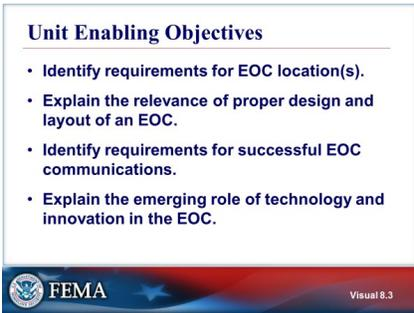 Unit Enabling Objectives
• Identify requirements for EOC location(s).
• Explain the relevance of proper design and
layout of an EOC.
• Identify requirements for successful EOC
communications.
• Explain the emerging role of technology and
innovation in the EOC.
FEMA
Visual 8.3